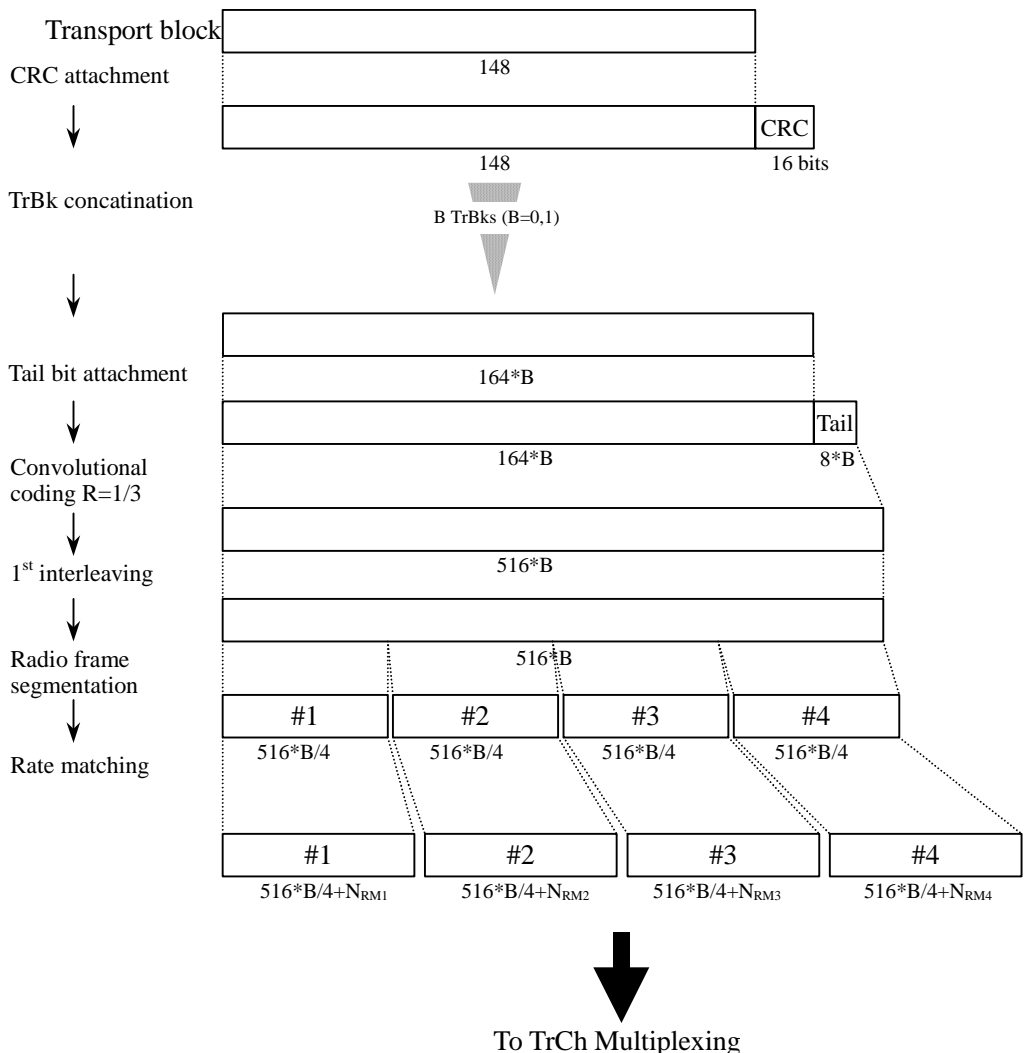 Transport block
148
CRC attachment
CRC
148
16 bits
TrBk concatination
B TrBks (B=0,1)
Tail bit attachment
164*B
Tail
164*B
8*B
Convolutional
coding R=1/3
516*B
1st interleaving
516*B
Radio frame
segmentation
#1 #2 #3 #4
516*B/4 516*B/4 516*B/4 516*B/4
Rate matching
#1 #2 #3 #4
516*B/4+NRM1 516*B/4+NRM2 516*B/4+NRM3 516*B/4+NRM4
To TrCh Multiplexing